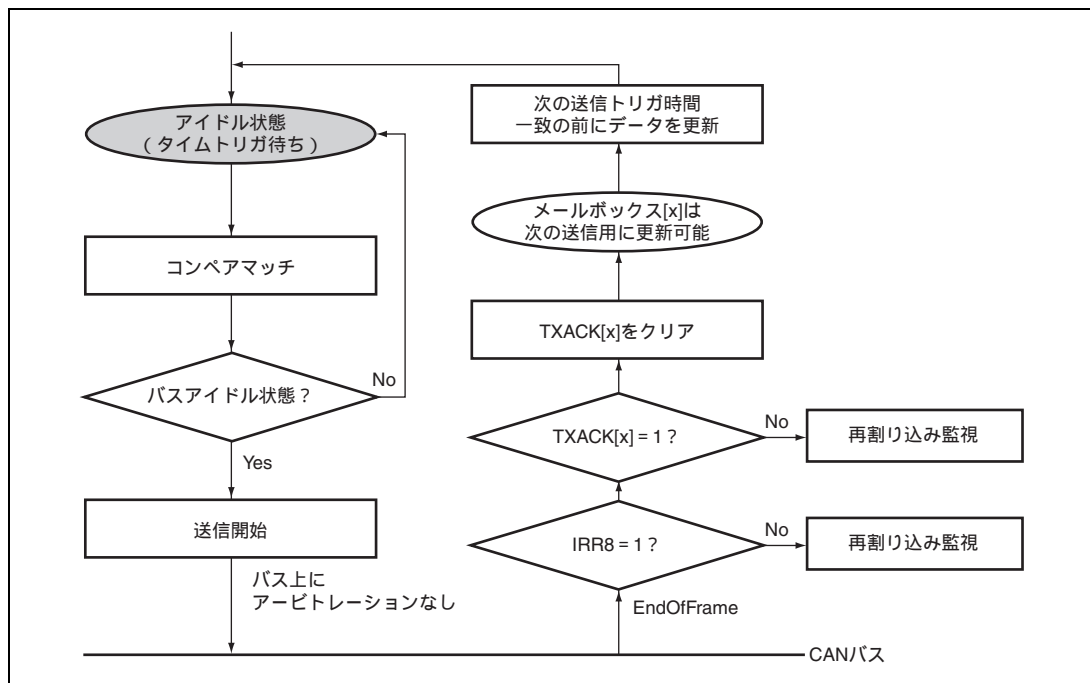 アイドル状態
（タイムトリガ待ち）
コンペアマッチ
バスアイドル状態？
No
Yes
送信開始
バス上に
アービトレーションなし
次の送信トリガ時間
一致の前にデータを更新
メールボックス[x]は
次の送信用に更新可能
TXACK[x]をクリア
TXACK[x] = 1？
No
再割り込み監視
IRR8 = 1？
No
再割り込み監視
EndOfFrame
CANバス